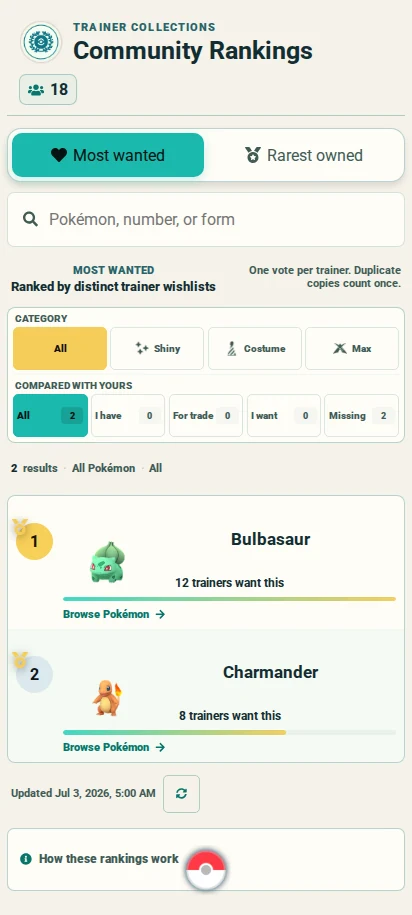 TRAINER COLLECTIONS
Community Rankings
18
Most wanted
Rarest owned
Pokémon, number, or form
MOST WANTED
Ranked by distinct trainer wishlists
One vote per trainer. Duplicate
copies count once.
CATEGORY
All
Shiny
Costume
Max
COMPARED WITH YOURS
All 2
I have 0
For trade 0
I want 0
Missing 2
2 results · All Pokémon · All
1
Bulbasaur
12 trainers want this
Browse Pokémon →
2
Charmander
8 trainers want this
Browse Pokémon →
Updated Jul 3, 2026, 5:00 AM
How these rankings work